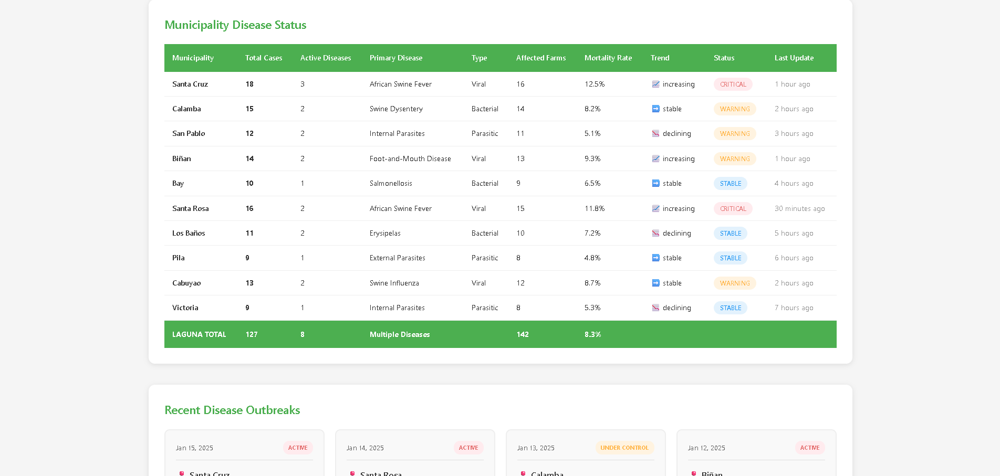 Municipality Disease Status
Municipality Total Cases Active Diseases Primary Disease Type Affected Farms Mortality Rate Trend Status Last Update
Santa Cruz 18 3 African Swine Fever Viral 16 12.5% increasing CRITICAL 1 hour ago
Calamba 15 2 Swine Dysentery Bacterial 14 8.2% stable WARNING 2 hours ago
San Pablo 12 2 Internal Parasites Parasitic 11 5.1% declining WARNING 3 hours ago
Biñan 14 2 Foot-and-Mouth Disease Viral 13 9.3% increasing WARNING 1 hour ago
Bay 10 1 Salmonellosis Bacterial 9 6.5% stable STABLE 4 hours ago
Santa Rosa 16 2 African Swine Fever Viral 15 11.8% increasing CRITICAL 30 minutes ago
Los Baños 11 2 Erysipelas Bacterial 10 7.2% declining STABLE 5 hours ago
Pila 9 1 External Parasites Parasitic 8 4.8% stable STABLE 6 hours ago
Cabuyao 13 2 Swine Influenza Viral 12 8.7% stable WARNING 2 hours ago
Victoria 9 1 Internal Parasites Parasitic 8 5.3% declining STABLE 7 hours ago
LAGUNA TOTAL 127 8 Multiple Diseases 142 8.3%
Recent Disease Outbreaks
Jan 15, 2025 ACTIVE Jan 14, 2025 ACTIVE Jan 13, 2025 UNDER CONTROL Jan 12, 2025 ACTIVE
Santa Cruz Santa Rosa Calamba Biñan